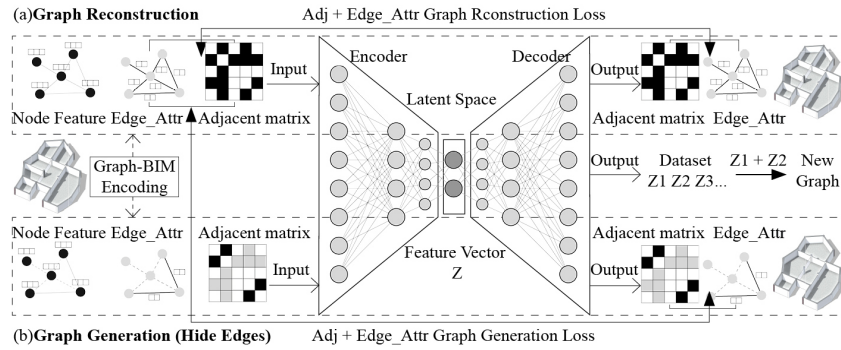 (a)Graph Reconstruction Adj + Edge_Attr Graph Rconstruction Loss
Encoder Decoder
Input Output
Latent Space
Node Feature Edge_Attr Adjacent matrix Adjacent matrix Edge_Attr
Graph-BIM
Encoding
Output Dataset Z1 + Z2 New
Z1 Z2 Z3... Graph
Node Feature Edge_Attr Adjacent matrix Adjacent matrix Edge_Attr
Feature Vector
Z
Input Output
(b)Graph Generation (Hide Edges) Adj + Edge_Attr Graph Generation Loss